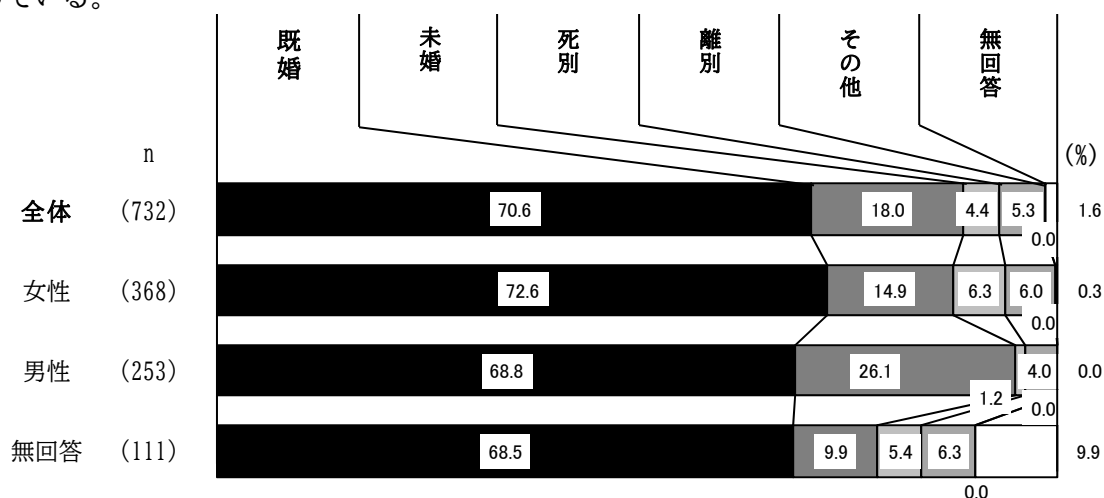 ている。
既婚 未婚 死別 離別 その他 無回答
n (%)
全体 (732) 70.6 18.0 4.4 5.3 0.0 1.6
女性 (368) 72.6 14.9 6.3 6.0 0.0 0.3
男性 (253) 68.8 26.1 1.2 4.0 0.0 0.0
無回答 (111) 68.5 9.9 5.4 6.3 0.0 9.9